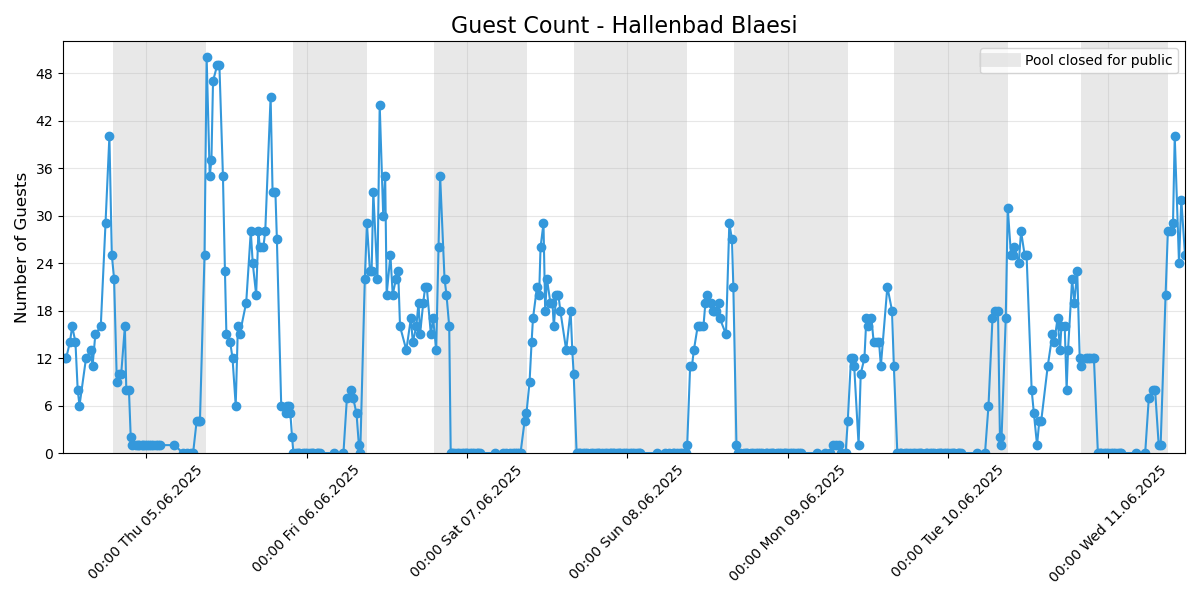 Guest Count - Hallenbad Blaesi
Pool closed for public
Number of Guests
48
42
36
30
24
18
12
6
0
00:00 Thu 05.06.2025
00:00 Fri 06.06.2025
00:00 Sat 07.06.2025
00:00 Sun 08.06.2025
00:00 Mon 09.06.2025
00:00 Tue 10.06.2025
00:00 Wed 11.06.2025